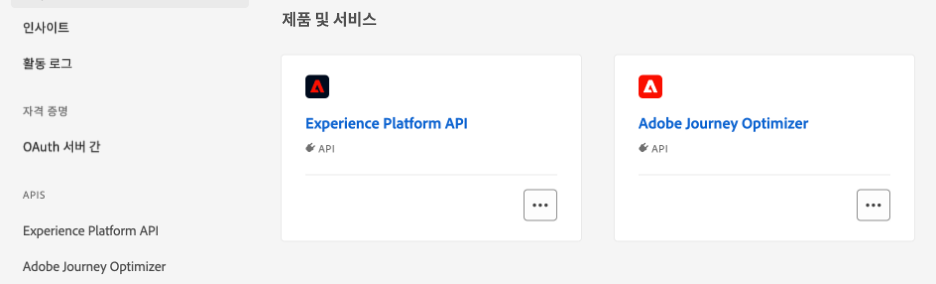 인사이트
활동 로그
자격 증명
OAuth 서버 간
APIS
Experience Platform API
Adobe Journey Optimizer
제품 및 서비스
Experience Platform API
API
Adobe Journey Optimizer
API